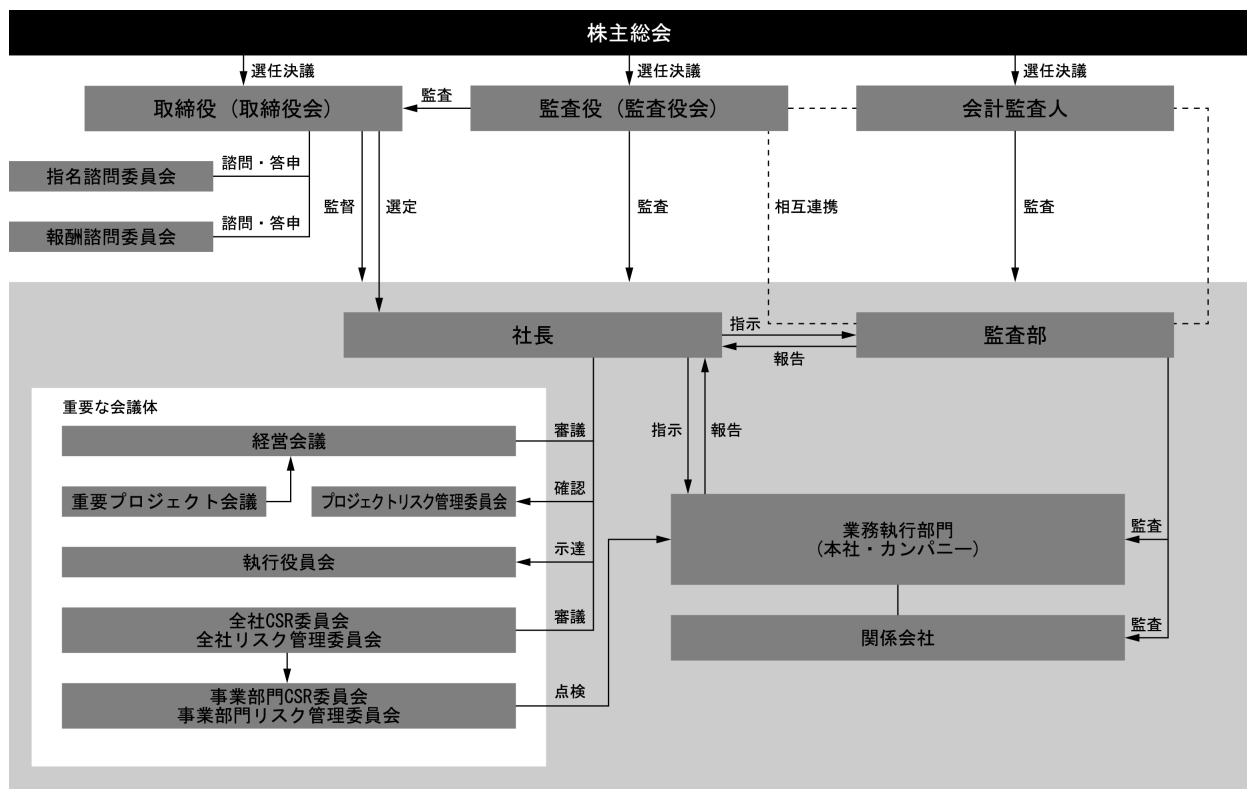 株主総会
選任決議
選任決議
選任決議
取締役（取締役会）
監査
監査役（監査役会）
会計監査人
指名諮問委員会
諮問・答申
報酬諮問委員会
諮問・答申
監督
選定
監査
相互連携
監査
社長
指示
報告
監査部
重要な会議体
経営会議
審議
指示
報告
重要プロジェクト会議
プロジェクトリスク管理委員会
確認
業務執行部門
（本社・カンパニー）
監査
執行役員会
示達
全社CSR委員会
全社リスク管理委員会
審議
関係会社
監査
事業部門CSR委員会
事業部門リスク管理委員会
点検